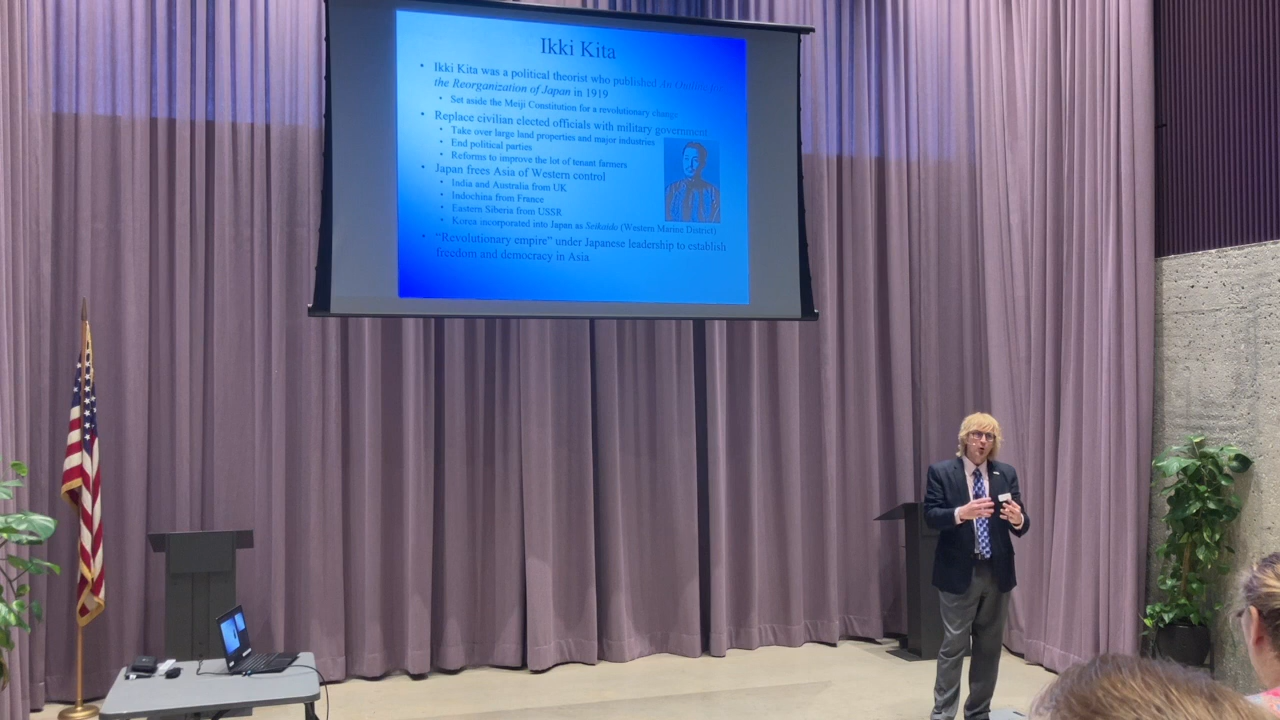 Ikki Kita
• Ikki Kita was a political theorist who published An Outline for
the Reorganization of Japan in 1919
• Set aside the Meiji Constitution for a revolutionary change
• Replace civilian elected officials with military government
• Take over large land properties and major industries
• End political parties
• Reforms to improve the lot of tenant farmers
• Japan frees Asia of Western control
• India and Australia from UK
• Indochina from France
• Eastern Siberia from USSR
• Korea incorporated into Japan as Seikaido (Western Marine District)
• “Revolutionary empire” under Japanese leadership to establish
freedom and democracy in Asia.